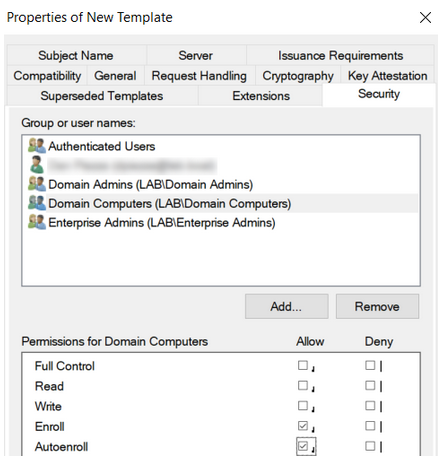 Properties of New Template
Subject Name Server Issuance Requirements
Compatibility General Request Handling Cryptography Key Attestation
Superseded Templates Extensions Security
Group or user names:
Authenticated Users
Domain Admins (LAB\Domain Admins)
Domain Computers (LAB\Domain Computers)
Enterprise Admins (LAB\Enterprise Admins)
Add... Remove
Permissions for Domain Computers Allow Deny
Full Control
Read
Write
Enroll
Autoenroll